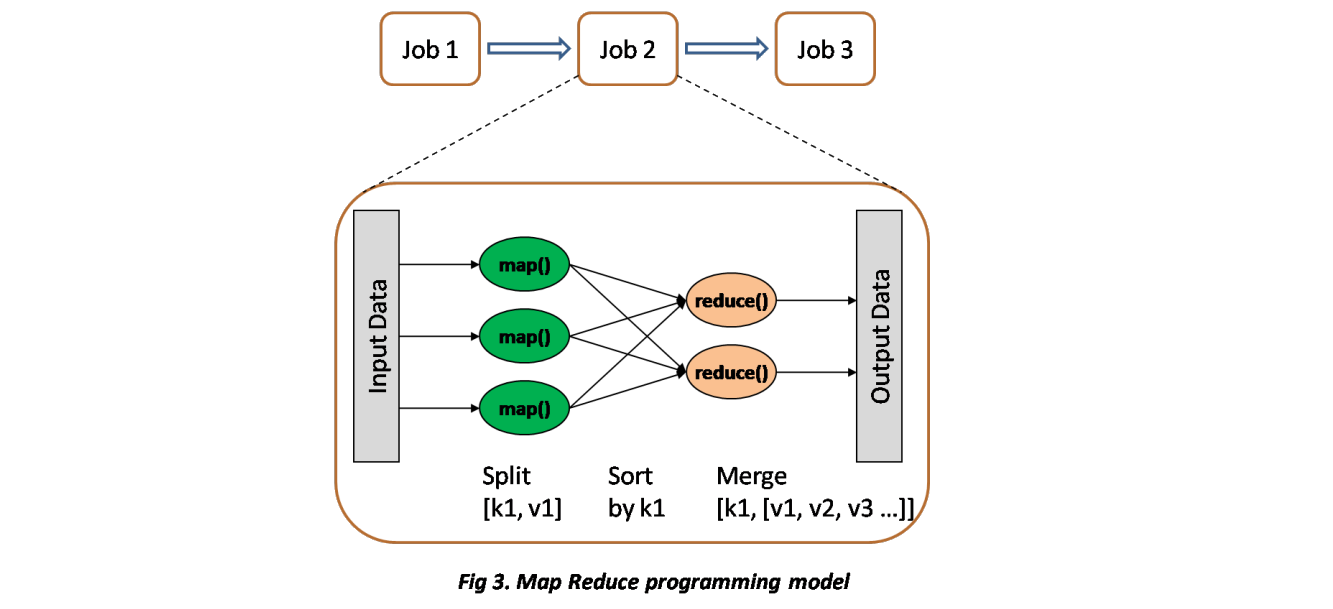 Job 1
Job 2
Job 3
Input Data
map()
map()
map()
reduce()
reduce()
Output Data
Split
[k1, v1]
Sort
by k1
Merge
[k1, [v1, v2, v3 ...]]
Fig 3. Map Reduce programming model